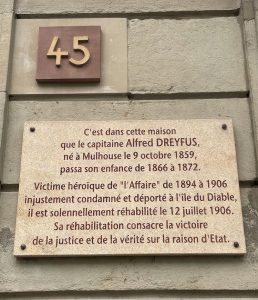 45
C'est dans cette maison
que le capitaine Alfred DREYFUS,
né à Mulhouse le 9 octobre 1859,
passa son enfance de 1866 à 1872.
Victime héroïque de "l'Affaire" de 1894 à 1906
injustement condamné et déporté à l'île du Diable,
il est solennellement réhabilité le 12 juillet 1906.
Sa réhabilitation consacre la victoire
de la justice et de la vérité sur la raison d'Etat.